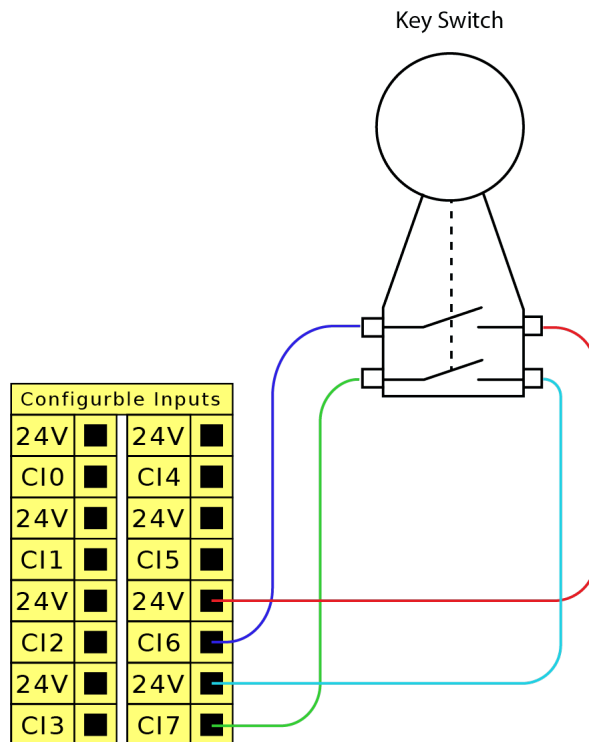 Key Switch
Configurble Inputs
24V 24V
CI0 CI4
24V 24V
CI1 CI5
24V 24V
CI2 CI6
24V 24V
CI3 CI7